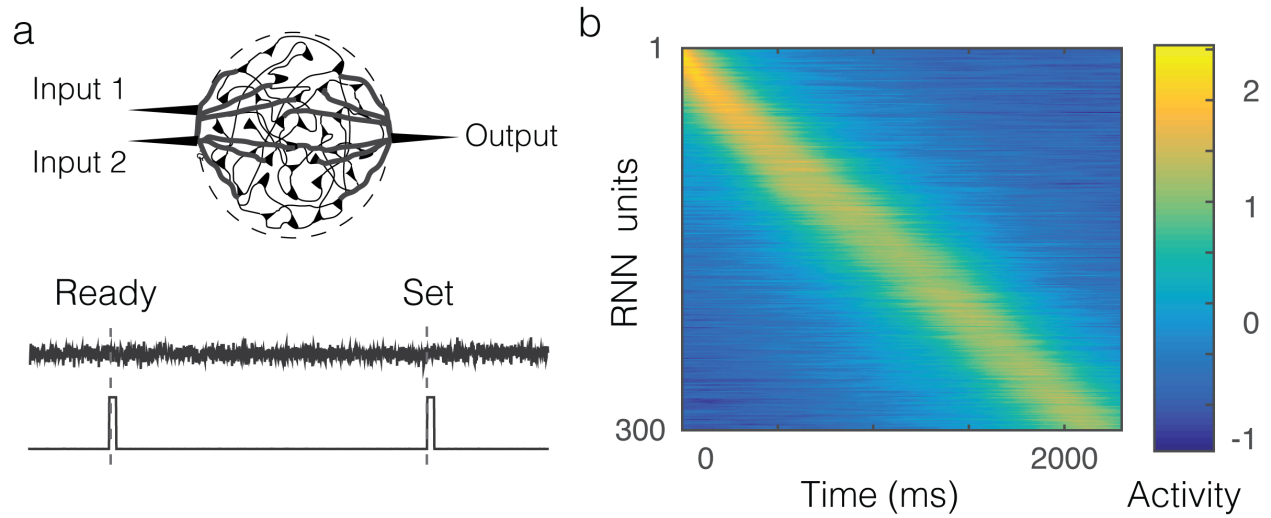 a
Input 1
Input 2
Output
Ready
Set
b
1
300
RNN units
0
2000
Time (ms)
2
1
0
-1
Activity